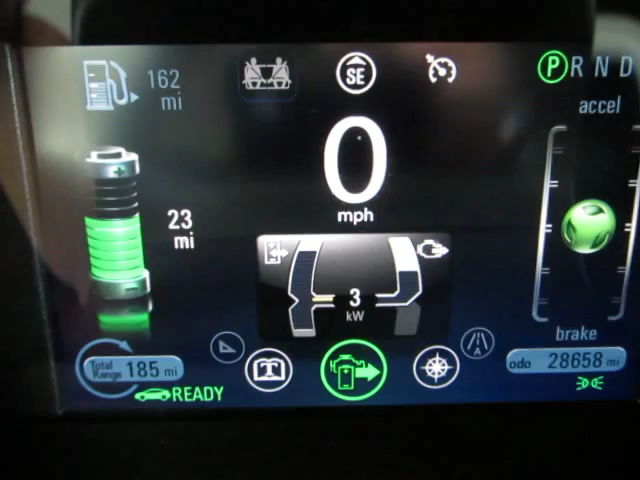 162
mi
SE
P R N D
accel
0
mph
23
mi
3
kW
brake
Total
Range 185 mi
A
odo 28658 mi
READY